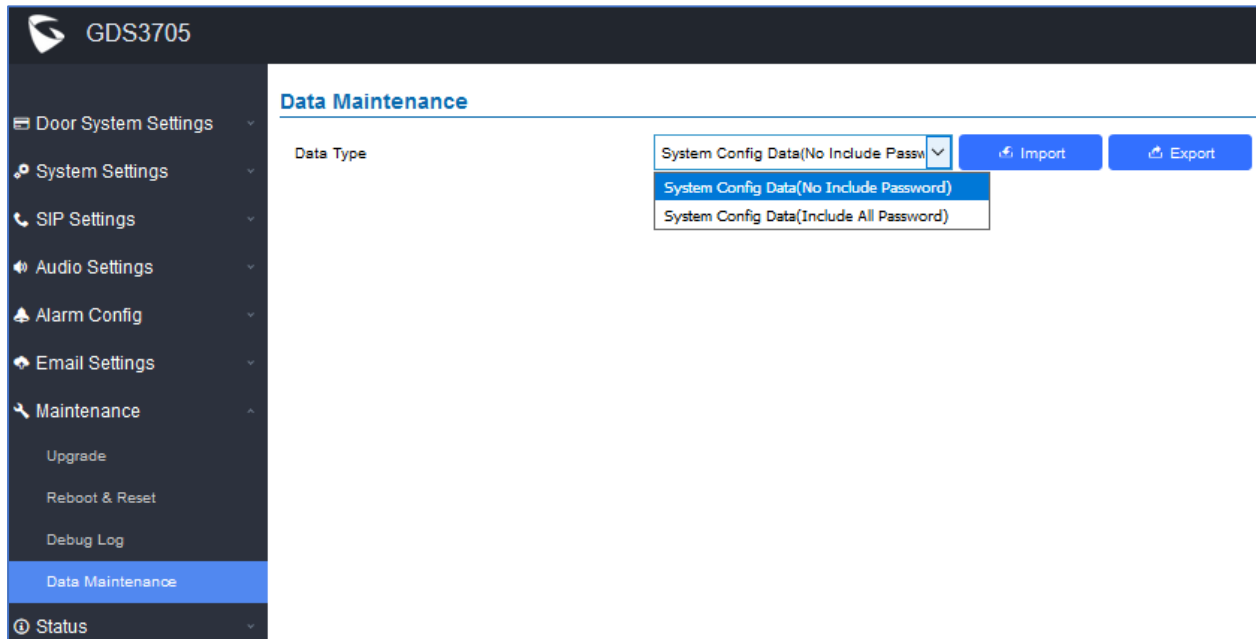 GDS3705
Door System Settings
System Settings
SIP Settings
Audio Settings
Alarm Config
Email Settings
Maintenance
Upgrade
Reboot & Reset
Debug Log
Data Maintenance
Status
Data Maintenance
Data Type
System Config Data(No Include Passw
Import
Export
System Config Data(No Include Password)
System Config Data(Include All Password)